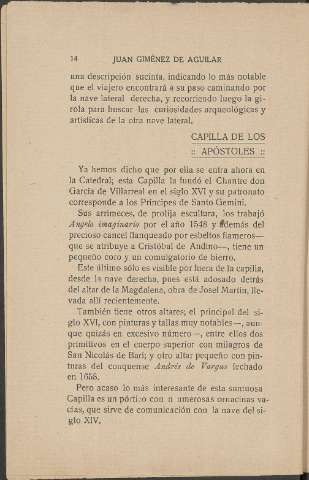 14 JUAN GIMÉNEZ DE AGUILAR
una descripción sucinta, indicando lo más notable
que el viajero encontrará a su paso caminando por
la nave lateral derecha, y recorriendo luego la gi-
rola para buscar las curiosidades arqueológicas y
artísticas de la otra nave lateral.
CAPILLA DE LOS
:: APÓSTOLES ::
Ya hemos dicho que por ella se entra ahora en
la Catedral; esta Capilla la fundó el Chantre don
García de Villarreal en el siglo XVI y su patronato
corresponde a los Príncipes de Santo Gemini.
Sus arrimeces, de prolija escultura, los trabajó
Angelo imaginario por el año 1548 y además del
precioso cancel flanqueado por esbeltos flameros—
que se atribuye a Cristóbal de Andino—, tiene un
pequeño coro y un comulgatorio de hierro.
Este último sólo es visible por fuera de la capilla,
desde la nave derecha, pues está adosado detrás
del altar de la Magdalena, obra de Josef Martín, lle-
vada allí recientemente.
También tiene otros altares; el principal del si-
glo XVI, con pinturas y tallas muy notables—, aun-
que quizás en excesivo número—, entre ellos dos
primitivos en el cuerpo superior con milagros de
San Nicolás de Bari; y otro altar pequeño con pin-
turas del conquense Andrés de Vargas fechado
en 1656.
Pero acaso lo más interesante de esta suntuosa
Capilla es un pórtico con numerosas ornacinas va-
cías, que sirve de comunicación con la nave del si-
glo XIV.